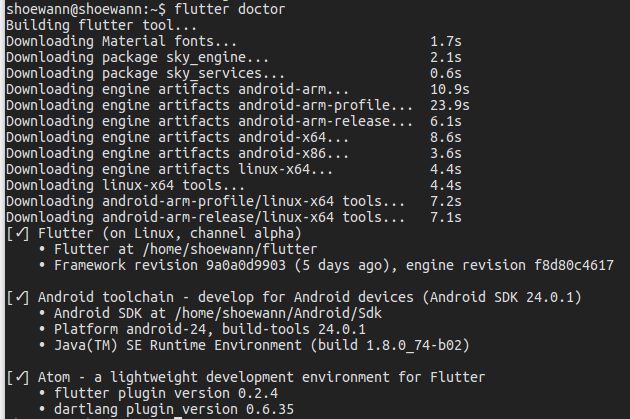 shoewann@shoewann:~$ flutter doctor
Building flutter tool...
Downloading Material fonts... 1.7s
Downloading package sky_engine... 2.1s
Downloading package sky_services... 0.6s
Downloading engine artifacts android-arm... 10.9s
Downloading engine artifacts android-arm-profile... 23.9s
Downloading engine artifacts android-arm-release... 6.1s
Downloading engine artifacts android-x64... 8.6s
Downloading engine artifacts android-x86... 3.6s
Downloading engine artifacts linux-x64... 4.4s
Downloading linux-x64 tools... 4.4s
Downloading android-arm-profile/linux-x64 tools... 7.2s
Downloading android-arm-release/linux-x64 tools... 7.1s
[✓] Flutter (on Linux, channel alpha)
• Flutter at /home/shoewann/flutter
• Framework revision 9a0a0d9903 (5 days ago), engine revision f8d80c4617
[✓] Android toolchain - develop for Android devices (Android SDK 24.0.1)
• Android SDK at /home/shoewann/Android/Sdk
• Platform android-24, build-tools 24.0.1
• Java(TM) SE Runtime Environment (build 1.8.0_74-b02)
[✓] Atom - a lightweight development environment for Flutter
• flutter plugin version 0.2.4
• dartlang plugin version 0.6.35